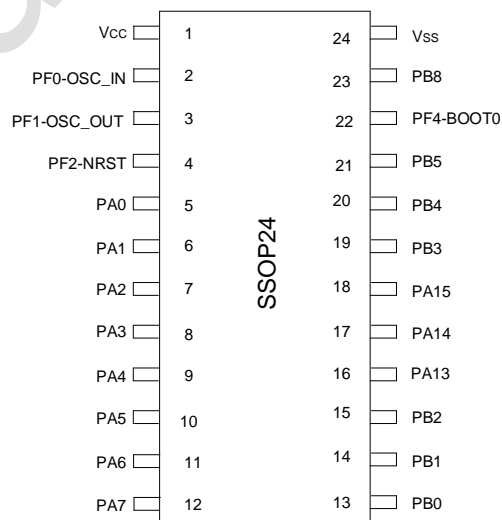 Vcc 1 24 Vss
PF0-OSC_IN 2 23 PB8
PF1-OSC_OUT 3 22 PF4-BOOT0
PF2-NRST 4 21 PB5
PA0 5 20 PB4
PA1 6 19 PB3
PA2 7 18 PA15
PA3 8 17 PA14
PA4 9 16 PA13
PA5 10 15 PB2
PA6 11 14 PB1
PA7 12 13 PB0
SSOP24